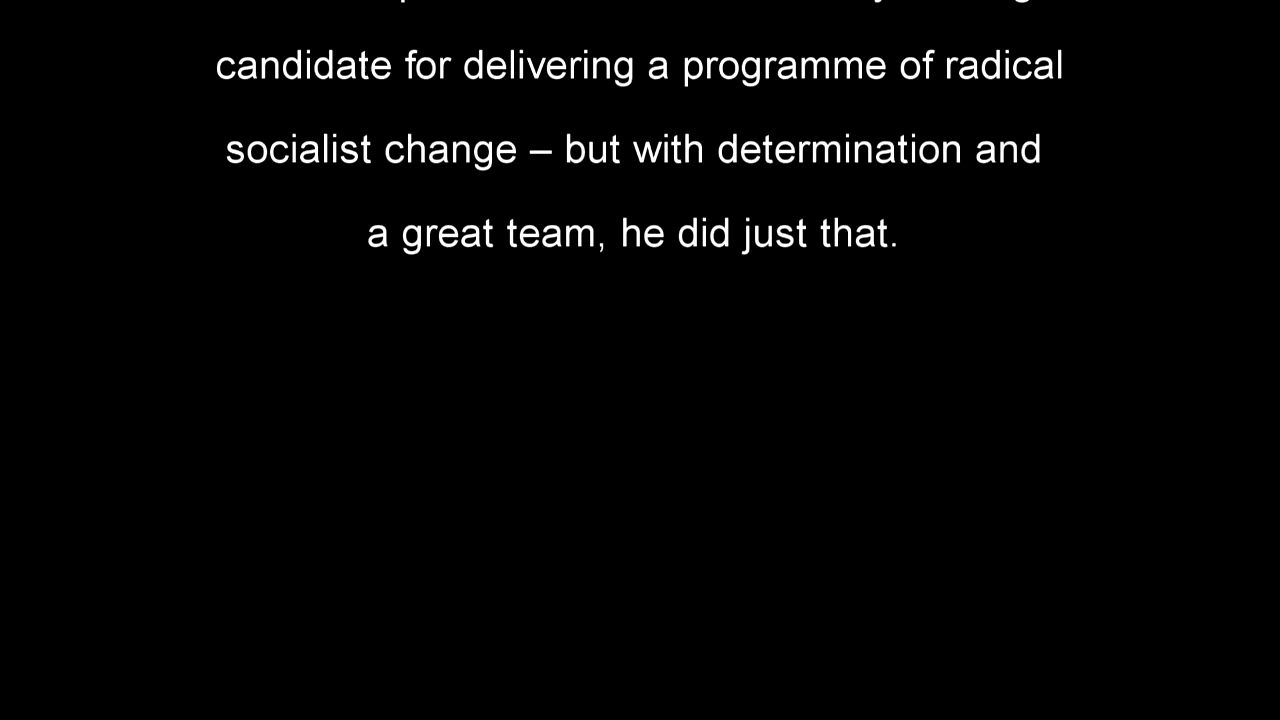 candidate for delivering a programme of radical
socialist change – but with determination and
a great team, he did just that.